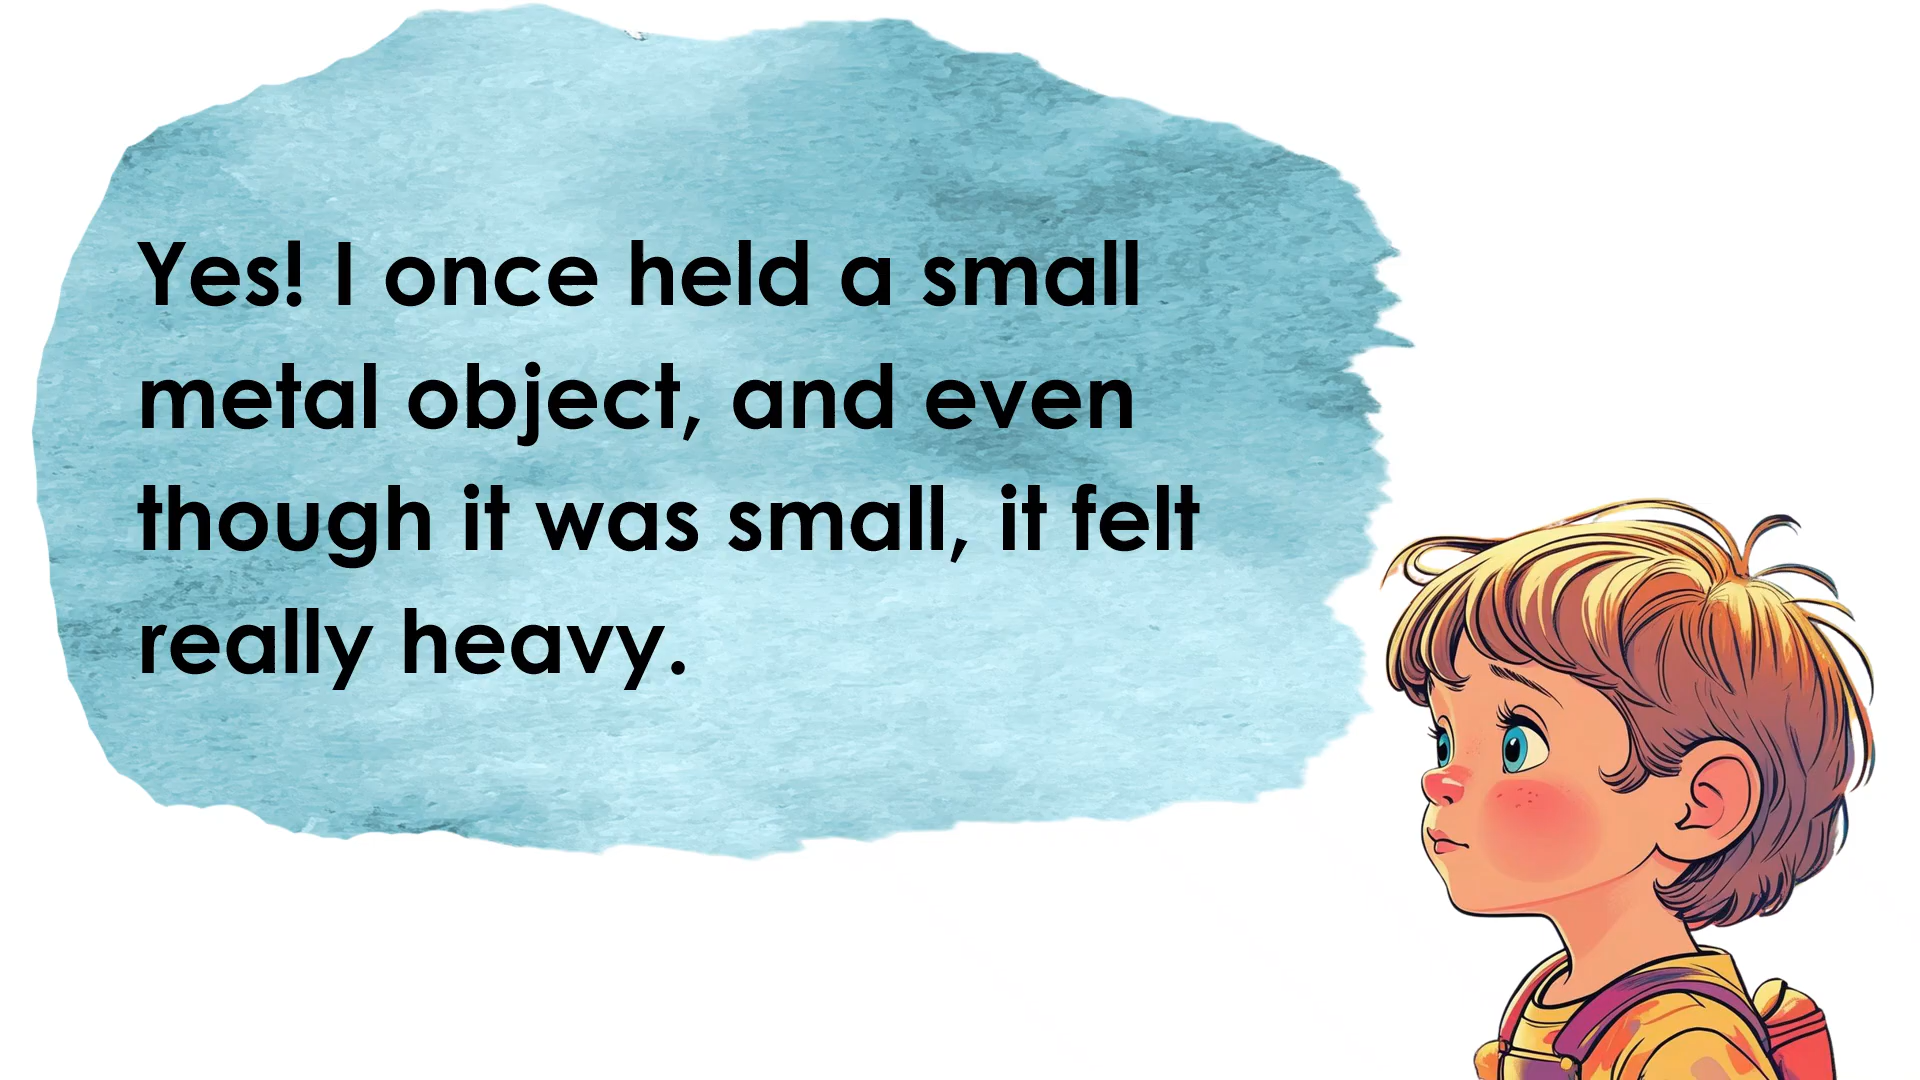 Yes! I once held a small
metal object, and even
though it was small, it felt
really heavy.